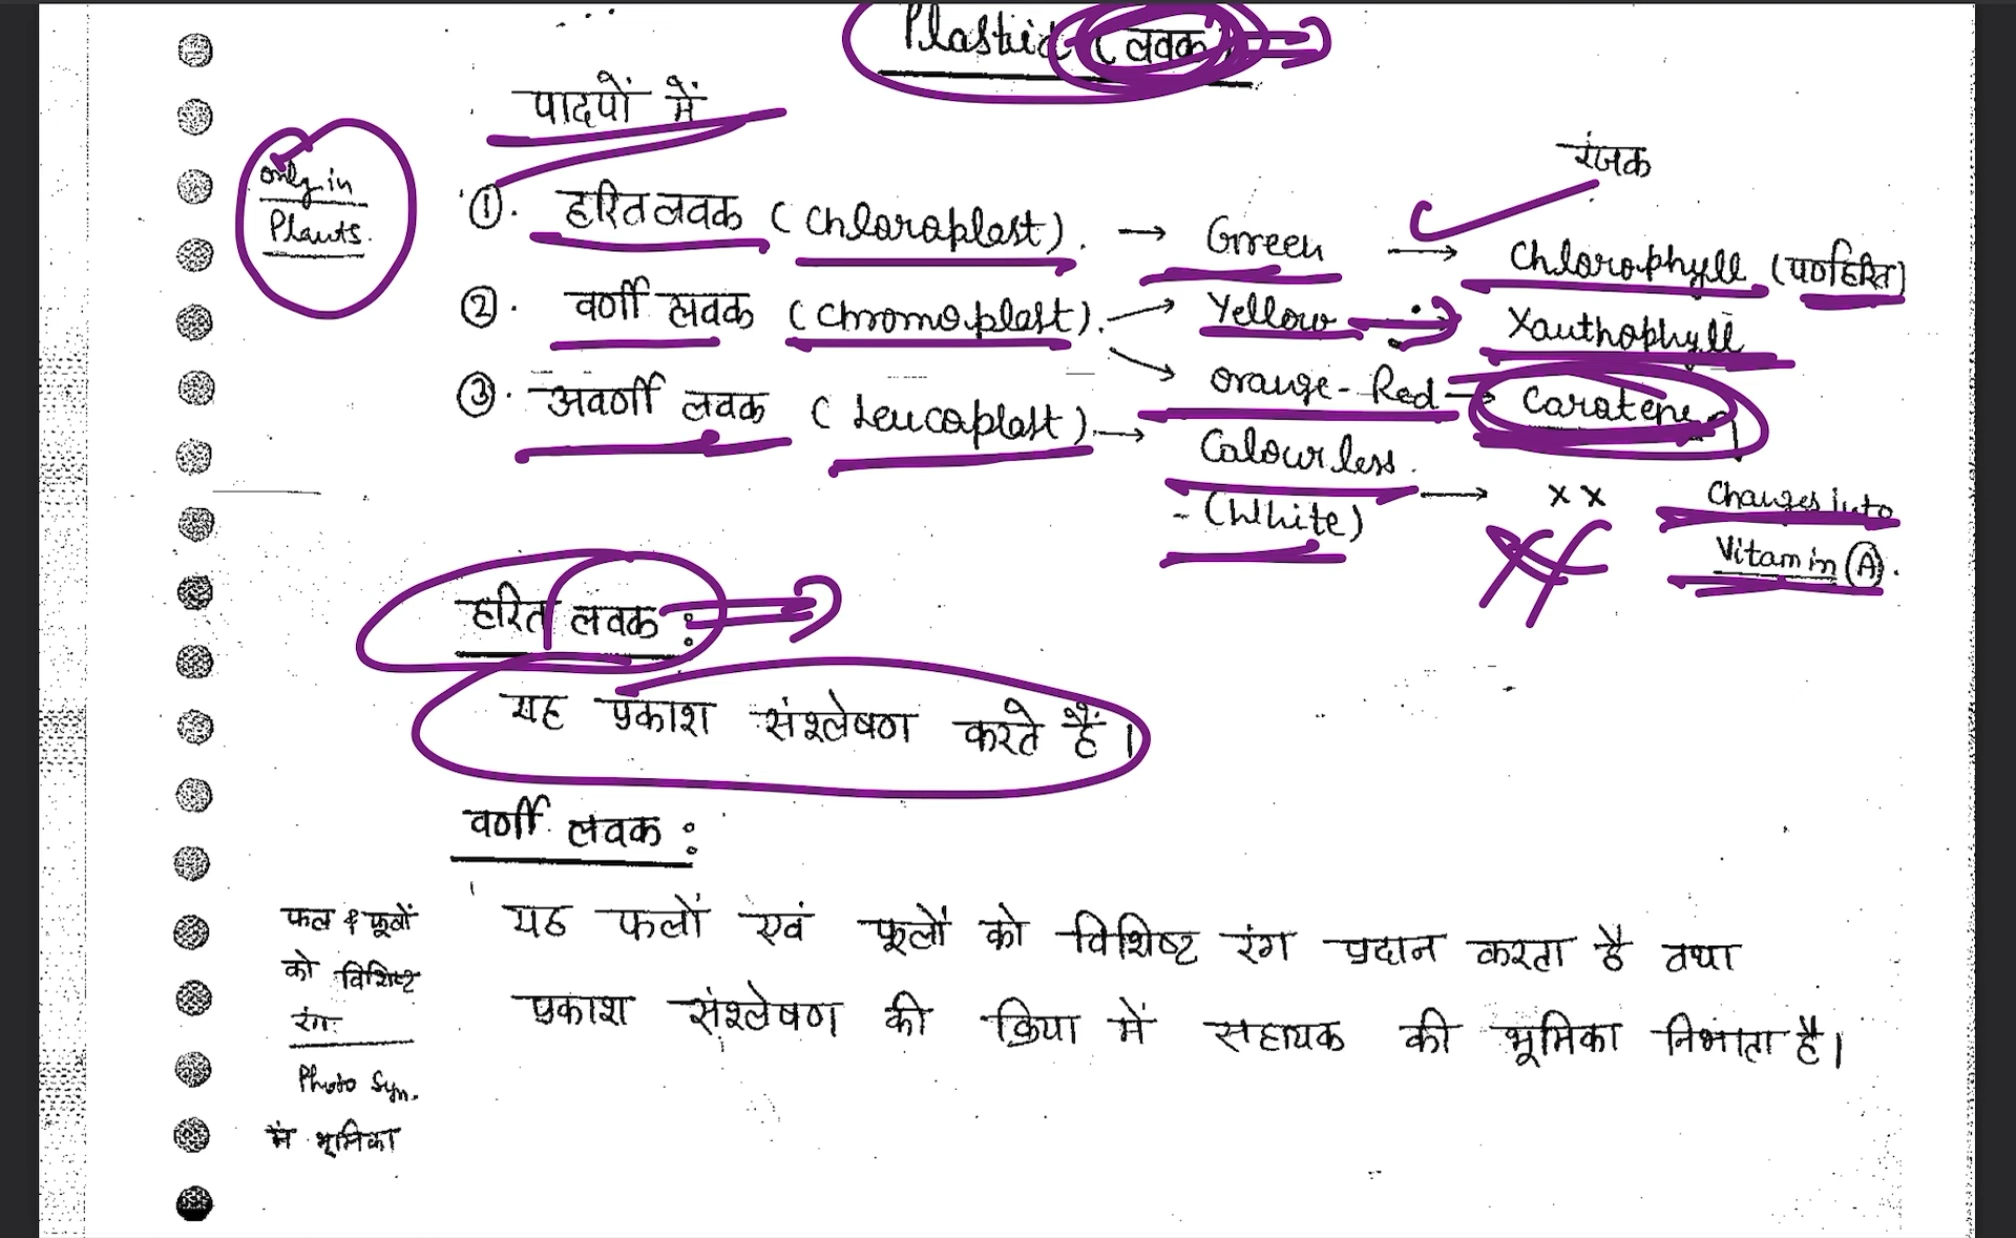 Plastid (लवक)
पादपों में
only in
Plants.
रंजक
①. हरितलवक (Chloroplast). → Green → Chlorophyll (पर्णहरित)
②. वर्णी लवक (Chromoplast). → Yellow → Xanthophyll
→ orange-Red → Carotene
③. अवर्णी लवक (Leucoplast). → Colourless.
- (White) → x x
Changes into
Vitamin (A).
हरित लवक :
यह प्रकाश संश्लेषण करते हैं।
वर्णी लवक :
यह फलों एवं फूलों को विशिष्ट रंग प्रदान करता है तथा
प्रकाश संश्लेषण की क्रिया में सहायक की भूमिका निभाता है।
फल & फूलों
को विशिष्ट
रंग
Photo Syn.
में भूमिका